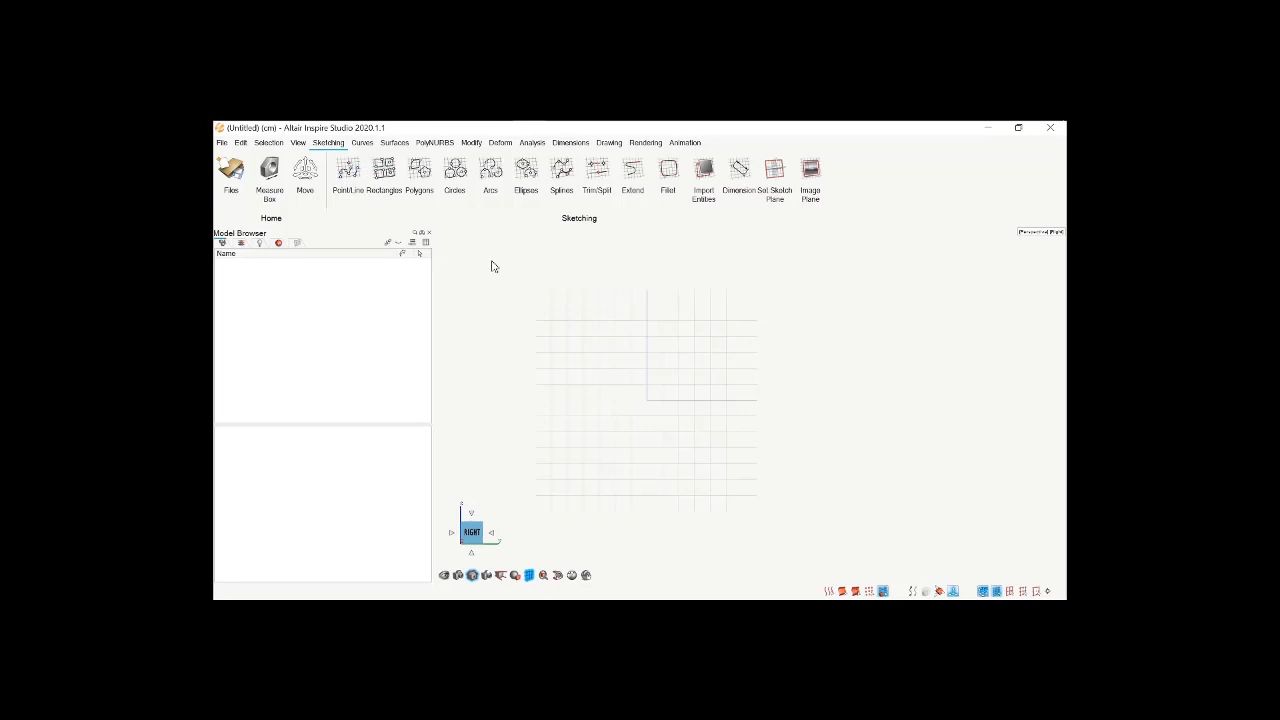 (Untitled) (cm) - Altair Inspire Studio 2020.1.1
File Edit Selection View Sketching Curves Surfaces PolyNURBS Modify Deform Analysis Dimensions Drawing Rendering Animation
Files Measure Box Move Point/Line Rectangles Polygons Circles Arcs Ellipses Splines Trim/Split Extend Fillet Import Entities Dimension Set Sketch Plane Image Plane
Home Sketching
Model Browser
[Perspective] [Right]
Name
RIGHT